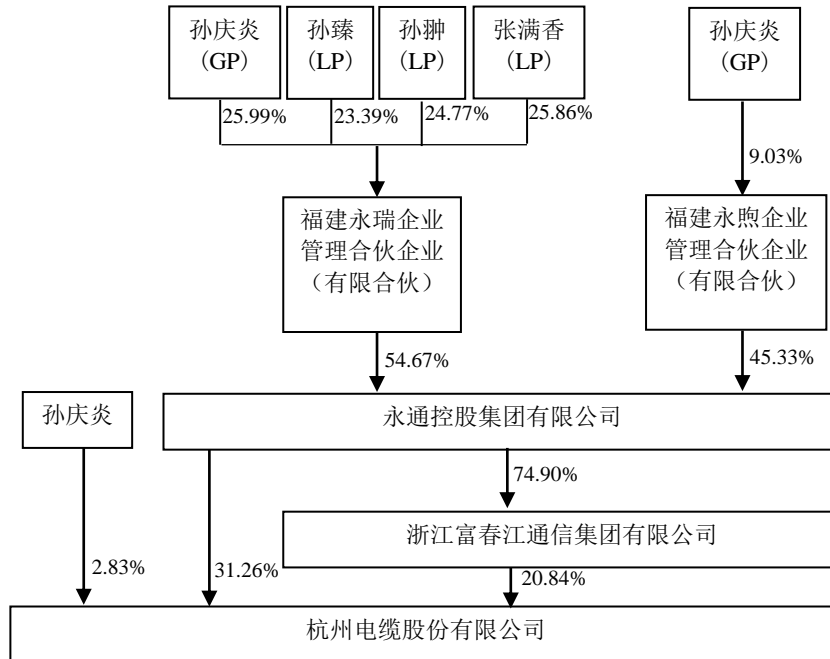 孙庆炎
（GP）
孙臻
（LP）
孙翀
（LP）
张满香
（LP）
孙庆炎
（GP）
25.99%
23.39%
24.77%
25.86%
9.03%
福建永瑞企业
管理合伙企业
（有限合伙）
福建永煦企业
管理合伙企业
（有限合伙）
54.67%
45.33%
孙庆炎
永通控股集团有限公司
74.90%
浙江富春江通信集团有限公司
2.83%
31.26%
20.84%
杭州电缆股份有限公司